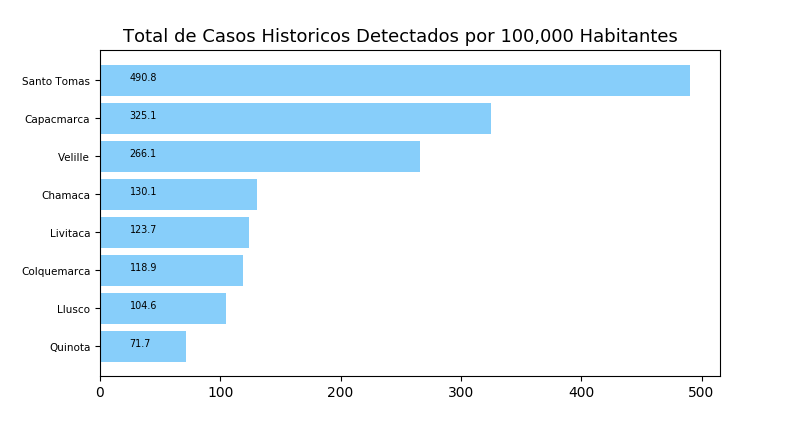 Total de Casos Historicos Detectados por 100,000 Habitantes
Santo Tomas 490.8
Capacmarca 325.1
Velille 266.1
Chamaca 130.1
Livitaca 123.7
Colquemarca 118.9
Llusco 104.6
Quinota 71.7
0 100 200 300 400 500